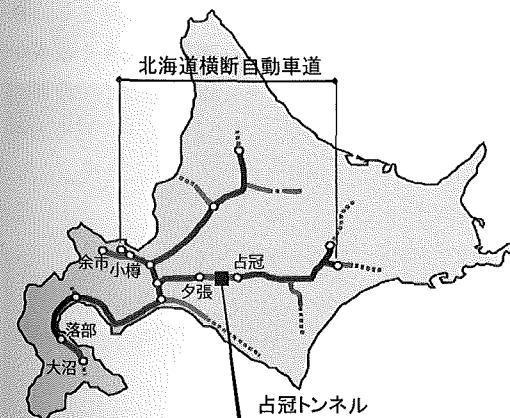 北海道横断自動車道
余市
小樽
夕張
占冠
落部
大沼
占冠トンネル